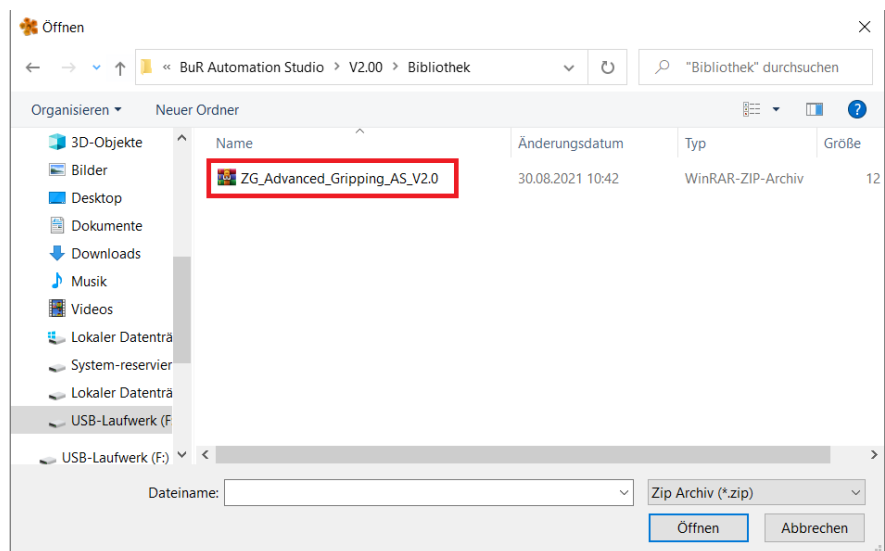 Öffnen
« BuR Automation Studio > V2.00 > Bibliothek
"Bibliothek" durchsuchen
Organisieren
Neuer Ordner
Name
Änderungsdatum
Typ
Größe
3D-Objekte
Bilder
Desktop
Dokumente
Downloads
Musik
Videos
Lokaler Datenträ
System-reservier
Lokaler Datenträ
USB-Laufwerk (F
USB-Laufwerk (F:)
ZG_Advanced_Gripping_AS_V2.0
30.08.2021 10:42
WinRAR-ZIP-Archiv
12
Dateiname:
Zip Archiv (*.zip)
Öffnen
Abbrechen